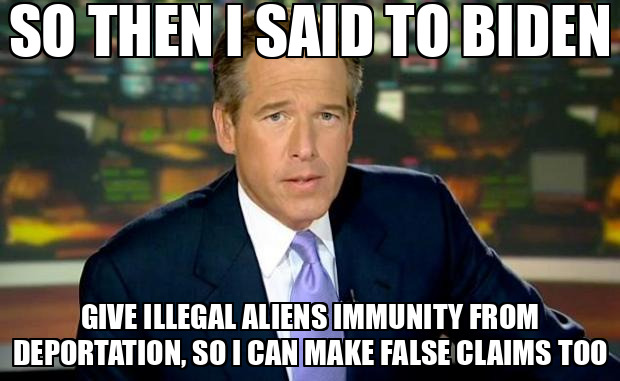 SO THEN I SAID TO BIDEN
GIVE ILLEGAL ALIENS IMMUNITY FROM
DEPORTATION, SO I CAN MAKE FALSE CLAIMS TOO